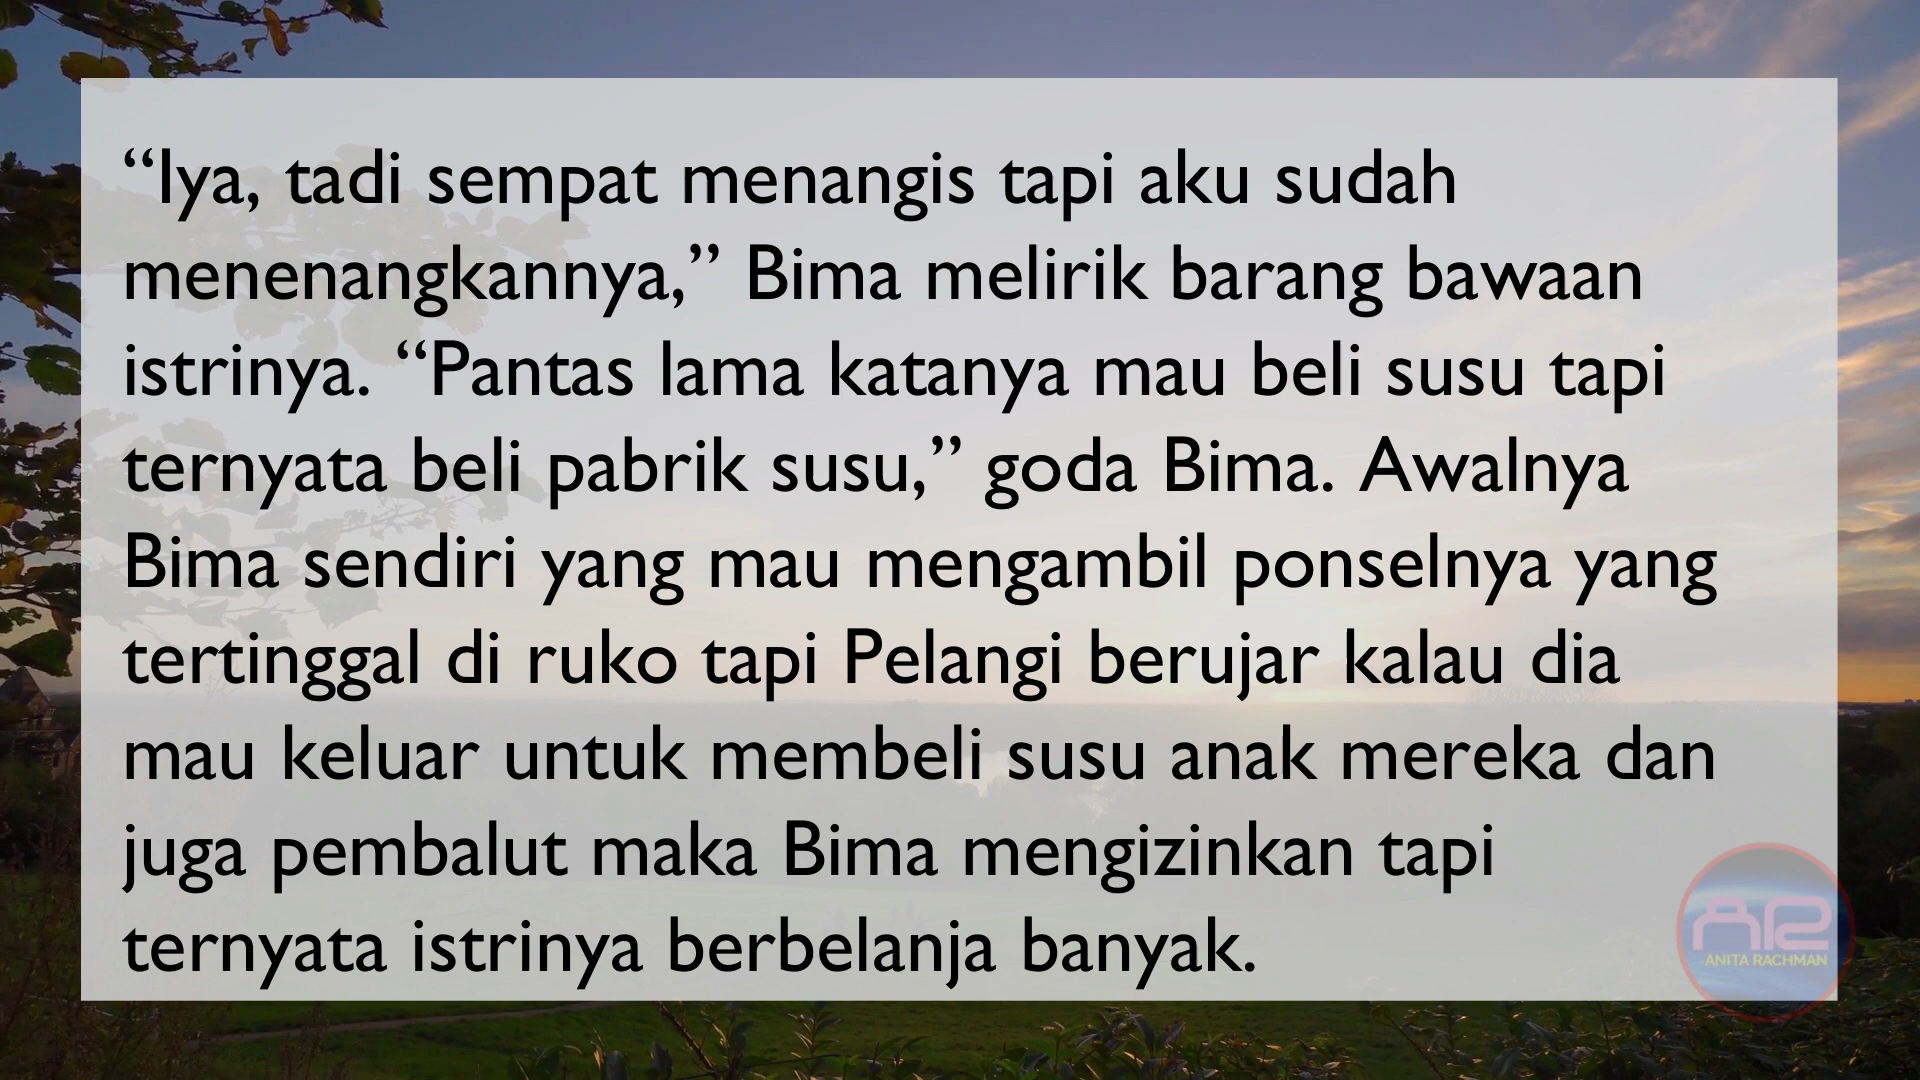 “Iya, tadi sempat menangis tapi aku sudah
menenangkannya,” Bima melirik barang bawaan
istrinya. “Pantas lama katanya mau beli susu tapi
ternyata beli pabrik susu,” goda Bima. Awalnya
Bima sendiri yang mau mengambil ponselnya yang
tertinggal di ruko tapi Pelangi berujar kalau dia
mau keluar untuk membeli susu anak mereka dan
juga pembalut maka Bima mengizinkan tapi
ternyata istrinya berbelanja banyak.
AR
ANITA RACHMAN